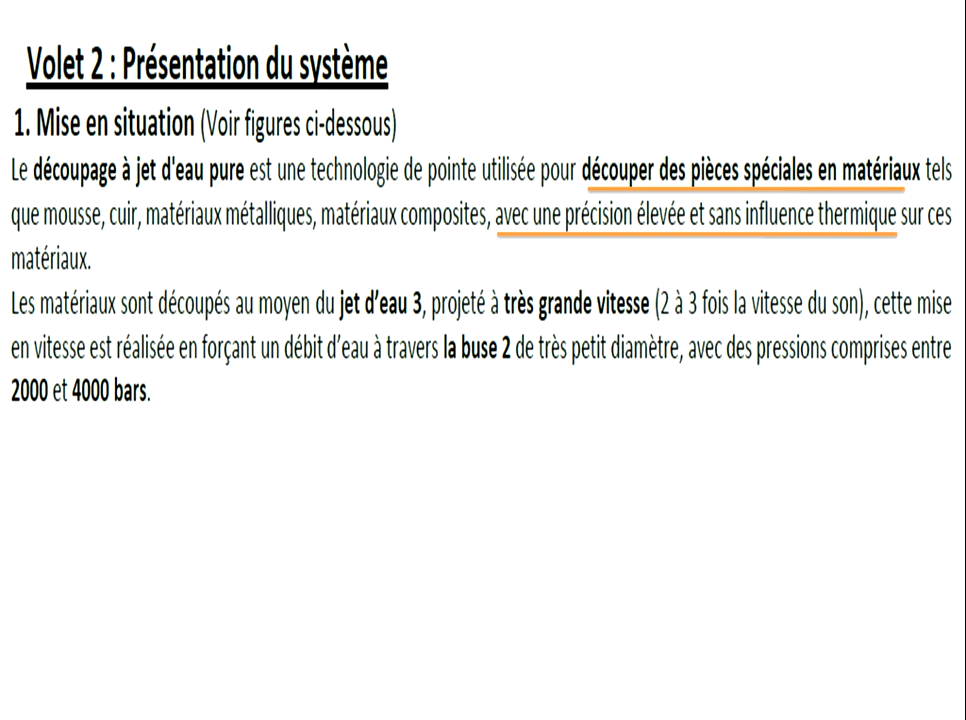 Volet 2 : Présentation du système
1. Mise en situation (Voir figures ci-dessous)
Le découpage à jet d'eau pure est une technologie de pointe utilisée pour découper des pièces spéciales en matériaux tels
que mousse, cuir, matériaux métalliques, matériaux composites, avec une précision élevée et sans influence thermique sur ces
matériaux.
Les matériaux sont découpés au moyen du jet d’eau 3, projeté à très grande vitesse (2 à 3 fois la vitesse du son), cette mise
en vitesse est réalisée en forçant un débit d’eau à travers la buse 2 de très petit diamètre, avec des pressions comprises entre
2000 et 4000 bars.